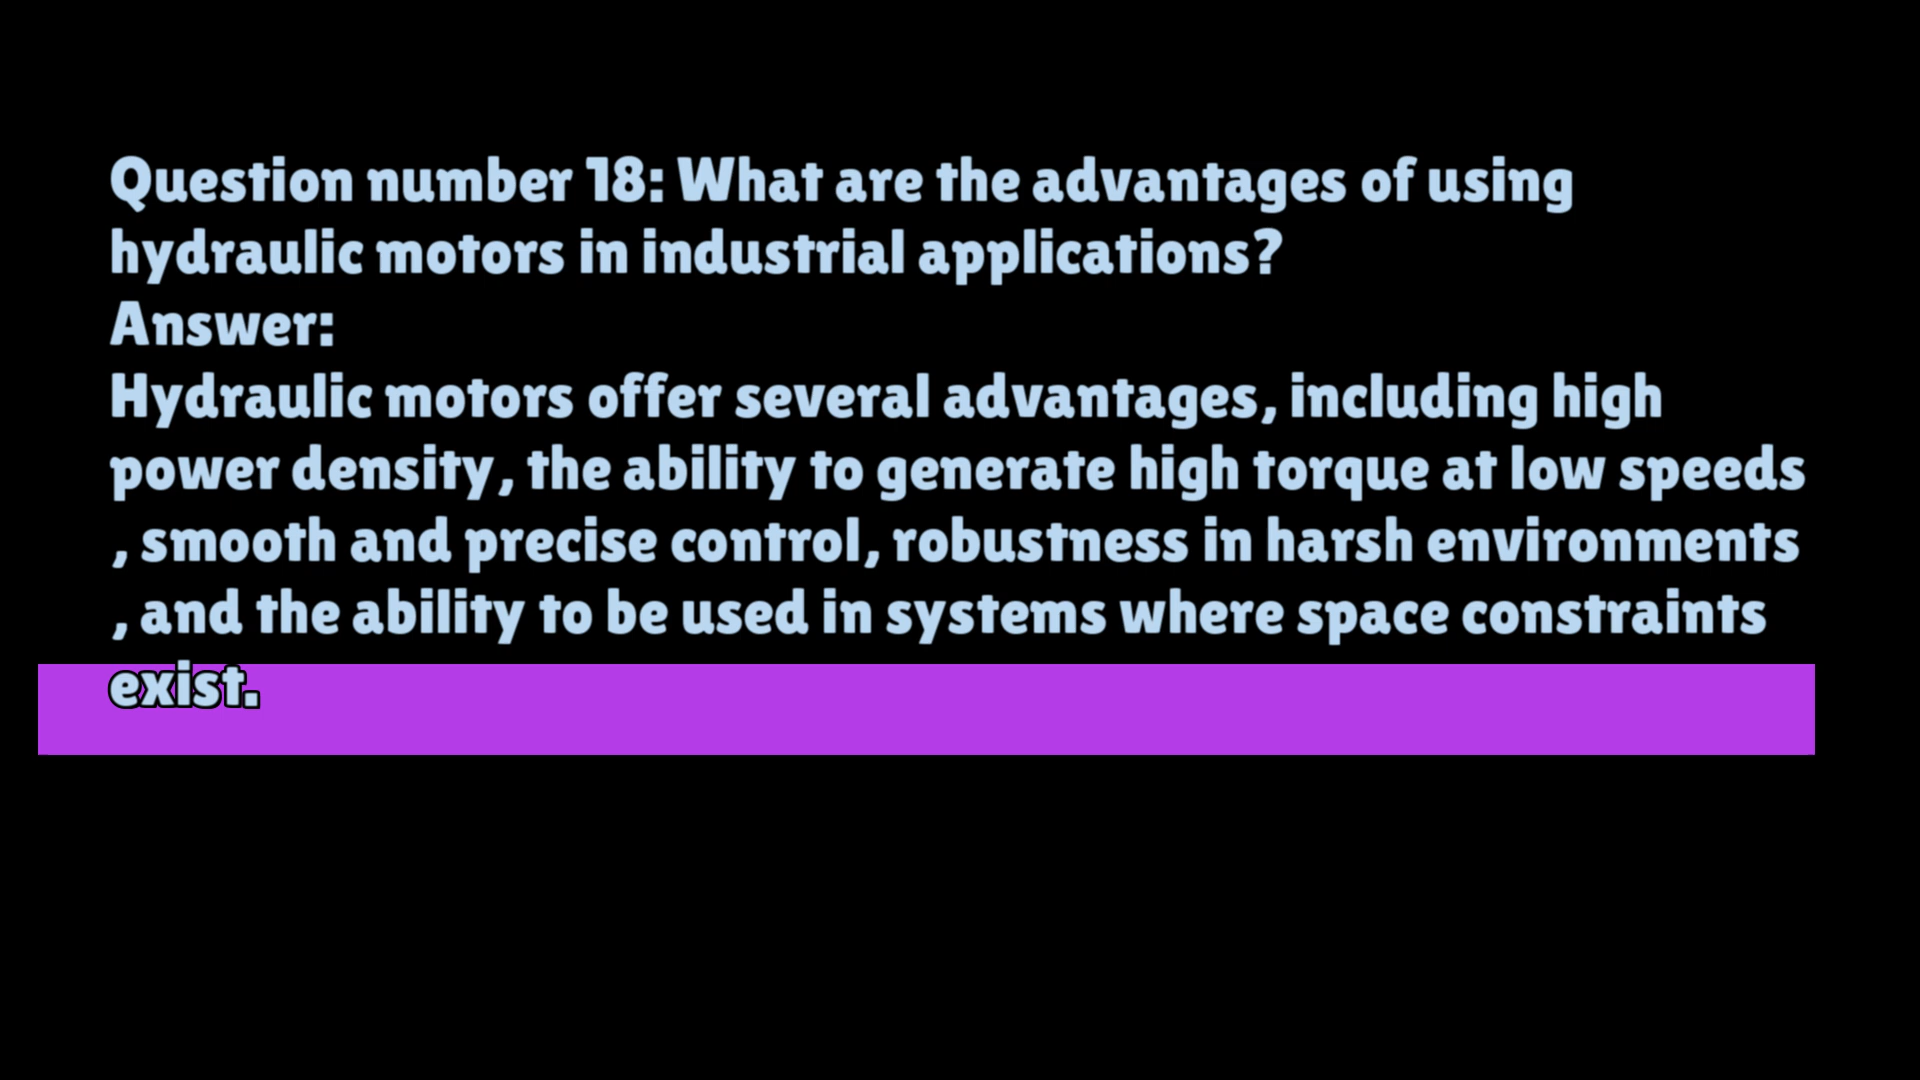 Question number 18: What are the advantages of using
hydraulic motors in industrial applications?
Answer:
Hydraulic motors offer several advantages, including high
power density, the ability to generate high torque at low speeds
, smooth and precise control, robustness in harsh environments
, and the ability to be used in systems where space constraints
exist.